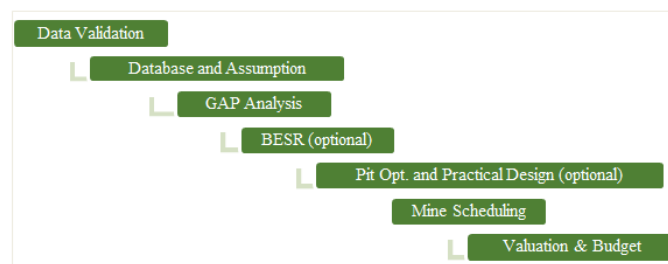 Data Validation
Database and Assumption
GAP Analysis
BESR (optional)
Pit Opt. and Practical Design (optional)
Mine Scheduling
Valuation & Budget